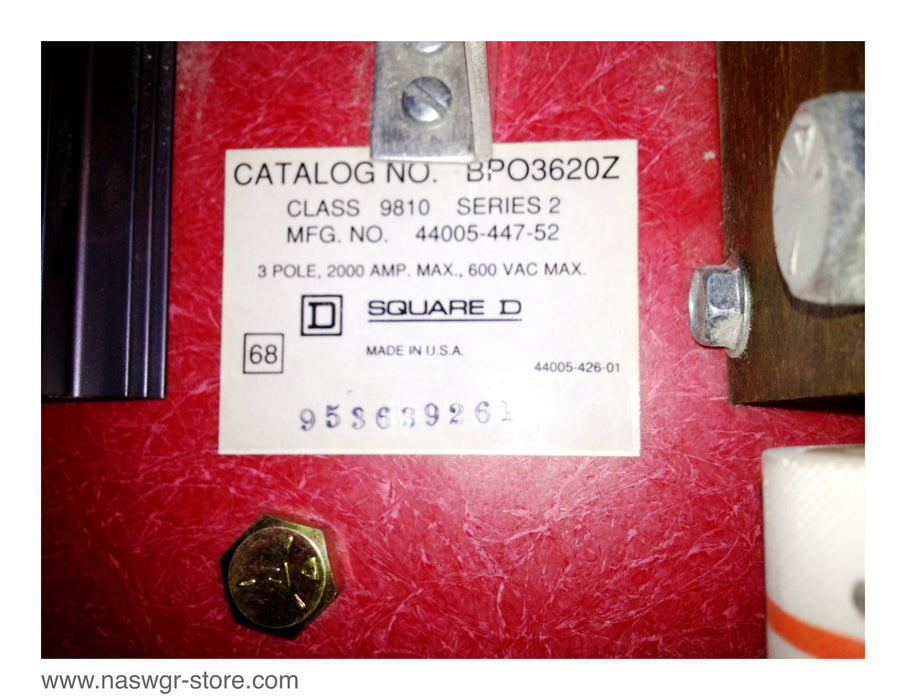 CATALOG NO. BPO3620Z
CLASS 9810 SERIES 2
MFG. NO. 44005-447-52
3 POLE, 2000 AMP. MAX., 600 VAC MAX.
D SQUARE D
68
MADE IN U.S.A.
44005-426-01
953639261
www.naswgr-store.com